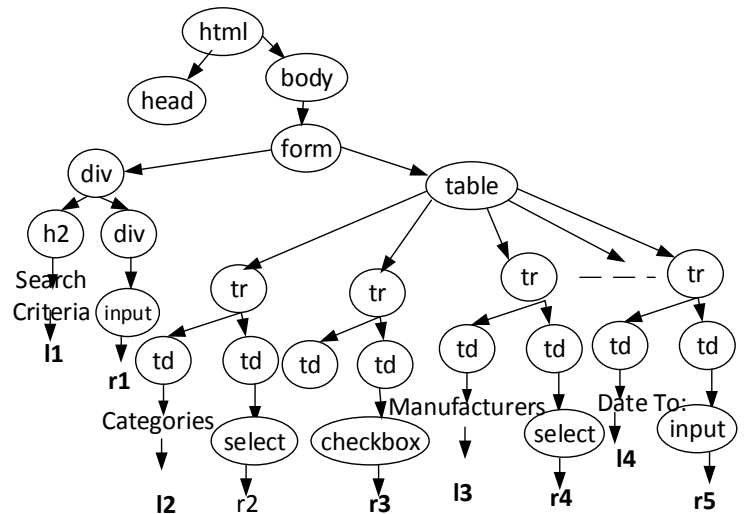 html
head
body
form
div
table
h2
div
tr
tr
tr
— — — -
tr
Search
Criteria
input
l1
r1
td
td
td
td
td
td
td
td
Categories
Manufacturers
Date To:
select
checkbox
select
input
l4
l2
r2
r3
l3
r4
r5